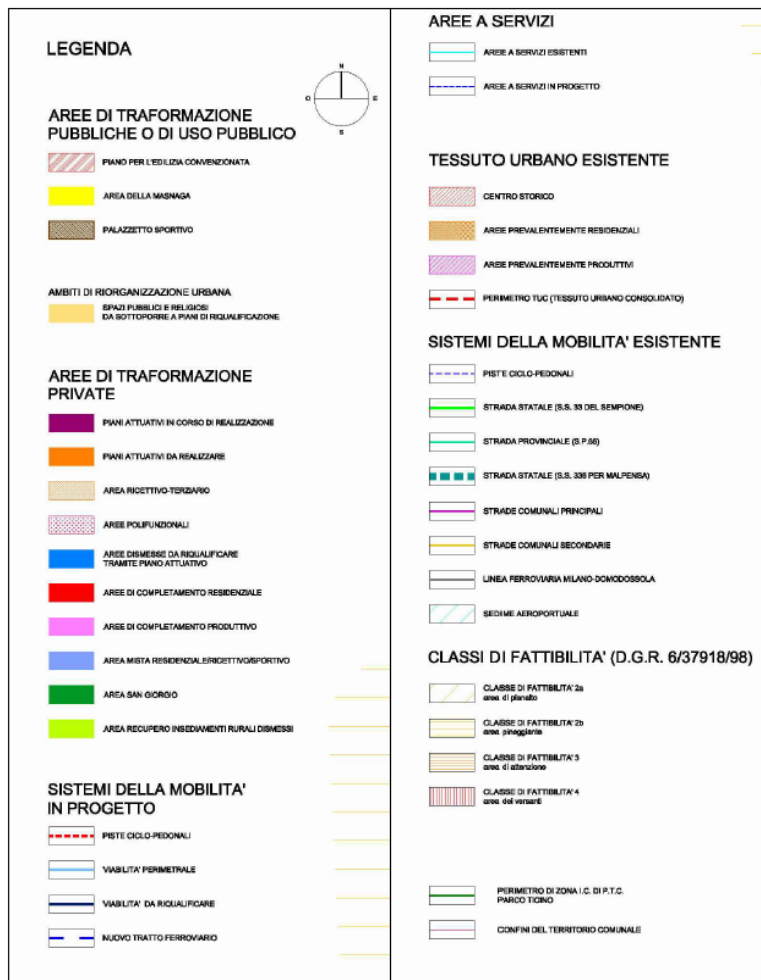 LEGENDA
N
O
E
S
AREE DI TRAFORMAZIONE
PUBBLICHE O DI USO PUBBLICO
PIANO PER L'EDILIZIA CONVENZIONATA
AREA DELLA MASNAGA
PALAZZETTO SPORTIVO
AMBITI DI RIORGANIZZAZIONE URBANA
SPAZI PUBBLICI E RELIGIOSI
DA SOTTOPORRE A PIANI DI RIQUALIFICAZIONE
AREE DI TRAFORMAZIONE
PRIVATE
PIANI ATTUATIVI IN CORSO DI REALIZZAZIONE
PIANI ATTUATIVI DA REALIZZARE
AREA RICETTIVO-TERZIARIO
AREE POLIFUNZIONALI
AREE DISMESSE DA RIQUALIFICARE
TRAMITE PIANO ATTUATIVO
AREE DI COMPLETAMENTO RESIDENZIALE
AREE DI COMPLETAMENTO PRODUTTIVO
AREA MISTA RESIDENZIALE/RICETTIVO/SPORTIVO
AREA SAN GIORGIO
AREA RECUPERO INSEDIAMENTI RURALI DISMESSI
SISTEMI DELLA MOBILITA'
IN PROGETTO
PISTE CICLO-PEDONALI
VIABILITA' PERIMETRALE
VIABILITA' DA RIQUALIFICARE
NUOVO TRATTO FERROVIARIO
AREE A SERVIZI
AREE A SERVIZI ESISTENTI
AREE A SERVIZI IN PROGETTO
TESSUTO URBANO ESISTENTE
CENTRO STORICO
AREE PREVALENTEMENTE RESIDENZIALI
AREE PREVALENTEMENTE PRODUTTIVI
PERIMETRO TUC (TESSUTO URBANO CONSOLIDATO)
SISTEMI DELLA MOBILITA' ESISTENTE
PISTE CICLO-PEDONALI
STRADA STATALE (S.S. 33 DEL SEMPIONE)
STRADA PROVINCIALE (S.P.68)
STRADA STATALE (S.S. 336 PER MALPENSA)
STRADE COMUNALI PRINCIPALI
STRADE COMUNALI SECONDARIE
LINEA FERROVIARIA MILANO-DOMODOSSOLA
SEDIME AEROPORTUALE
CLASSI DI FATTIBILITA' (D.G.R. 6/37918/98)
CLASSE DI FATTIBILITA' 2a
area di pianalto
CLASSE DI FATTIBILITA' 2b
area pineggiante
CLASSE DI FATTIBILITA' 3
area di attenzione
CLASSE DI FATTIBILITA' 4
area dei versanti
PERIMETRO DI ZONA I.C. DI P.T.C.
PARCO TICINO
CONFINI DEL TERRITORIO COMUNALE